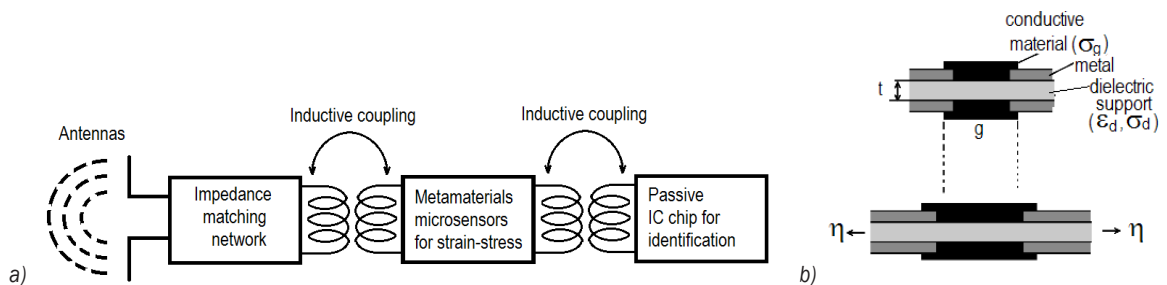 Antennas
Inductive coupling
Inductive coupling
Impedance
matching
network
Metamaterials
microsensors
for strain-stress
Passive
IC chip for
identification
a)
conductive
material (σg)
metal
dielectric
support
(εd, σd)
t
g
η
η
b)